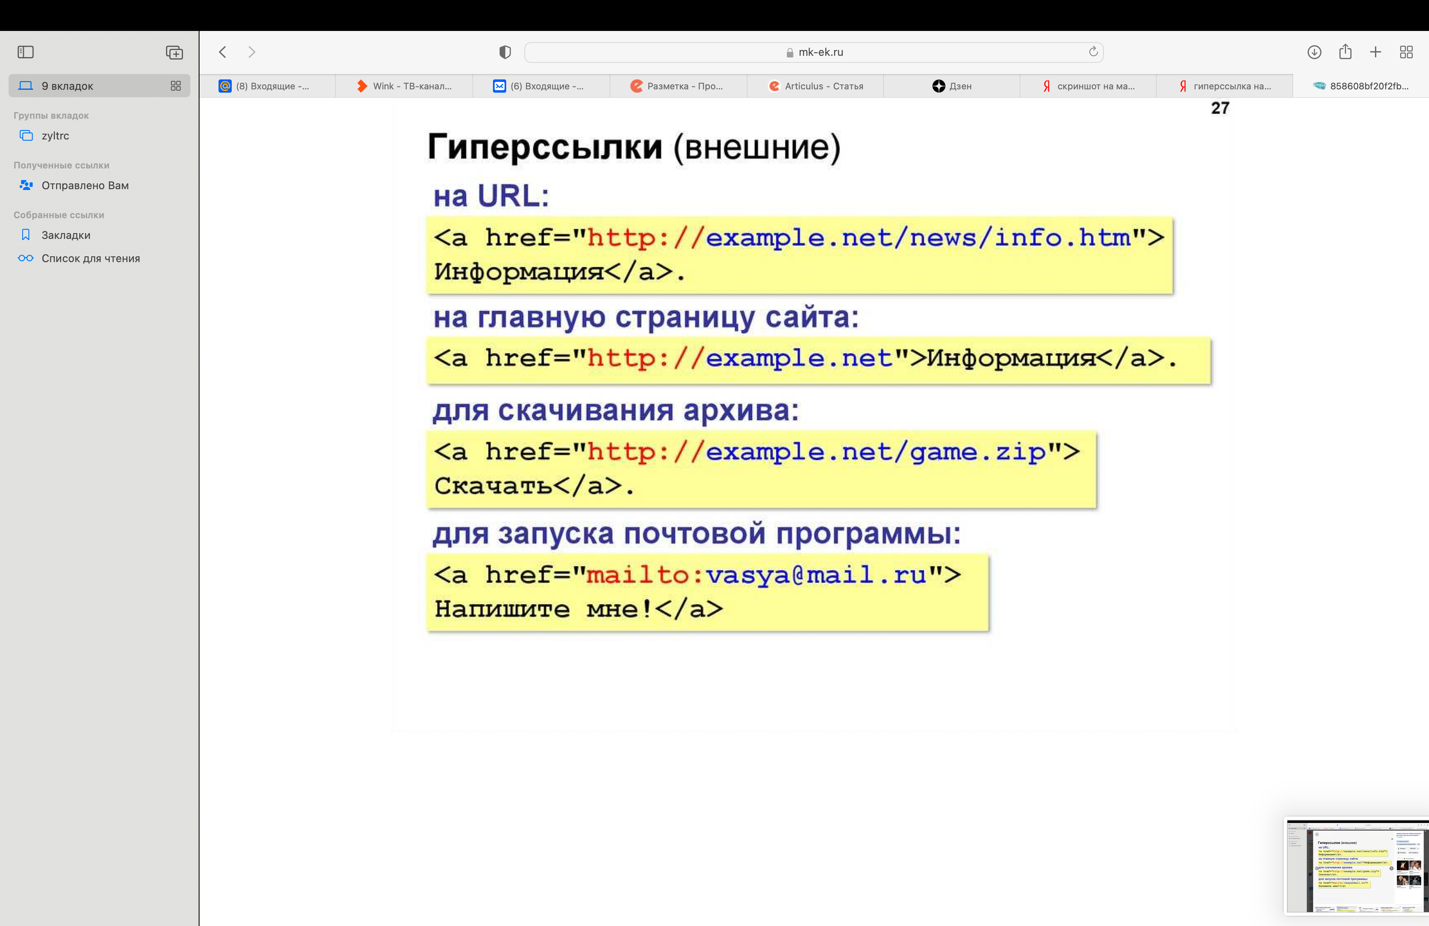 mk-ek.ru
9 вкладок
(8) Входящие -...
Wink - ТВ-канал...
(6) Входящие -...
Разметка - Про...
Articulus - Статья
Дзен
скриншот на ма...
гиперссылка на...
858608bf20f2fb...
Группы вкладок
zyltrc
Полученные ссылки
Отправлено Вам
Собранные ссылки
Закладки
Список для чтения
27
Гиперссылки (внешние)
на URL:
<a href="http://example.net/news/info.htm">
Информация</a>.
на главную страницу сайта:
<a href="http://example.net">Информация</a>.
для скачивания архива:
<a href="http://example.net/game.zip">
Скачать</a>.
для запуска почтовой программы:
<a href="mailto:vasya@mail.ru">
Напишите мне!</a>